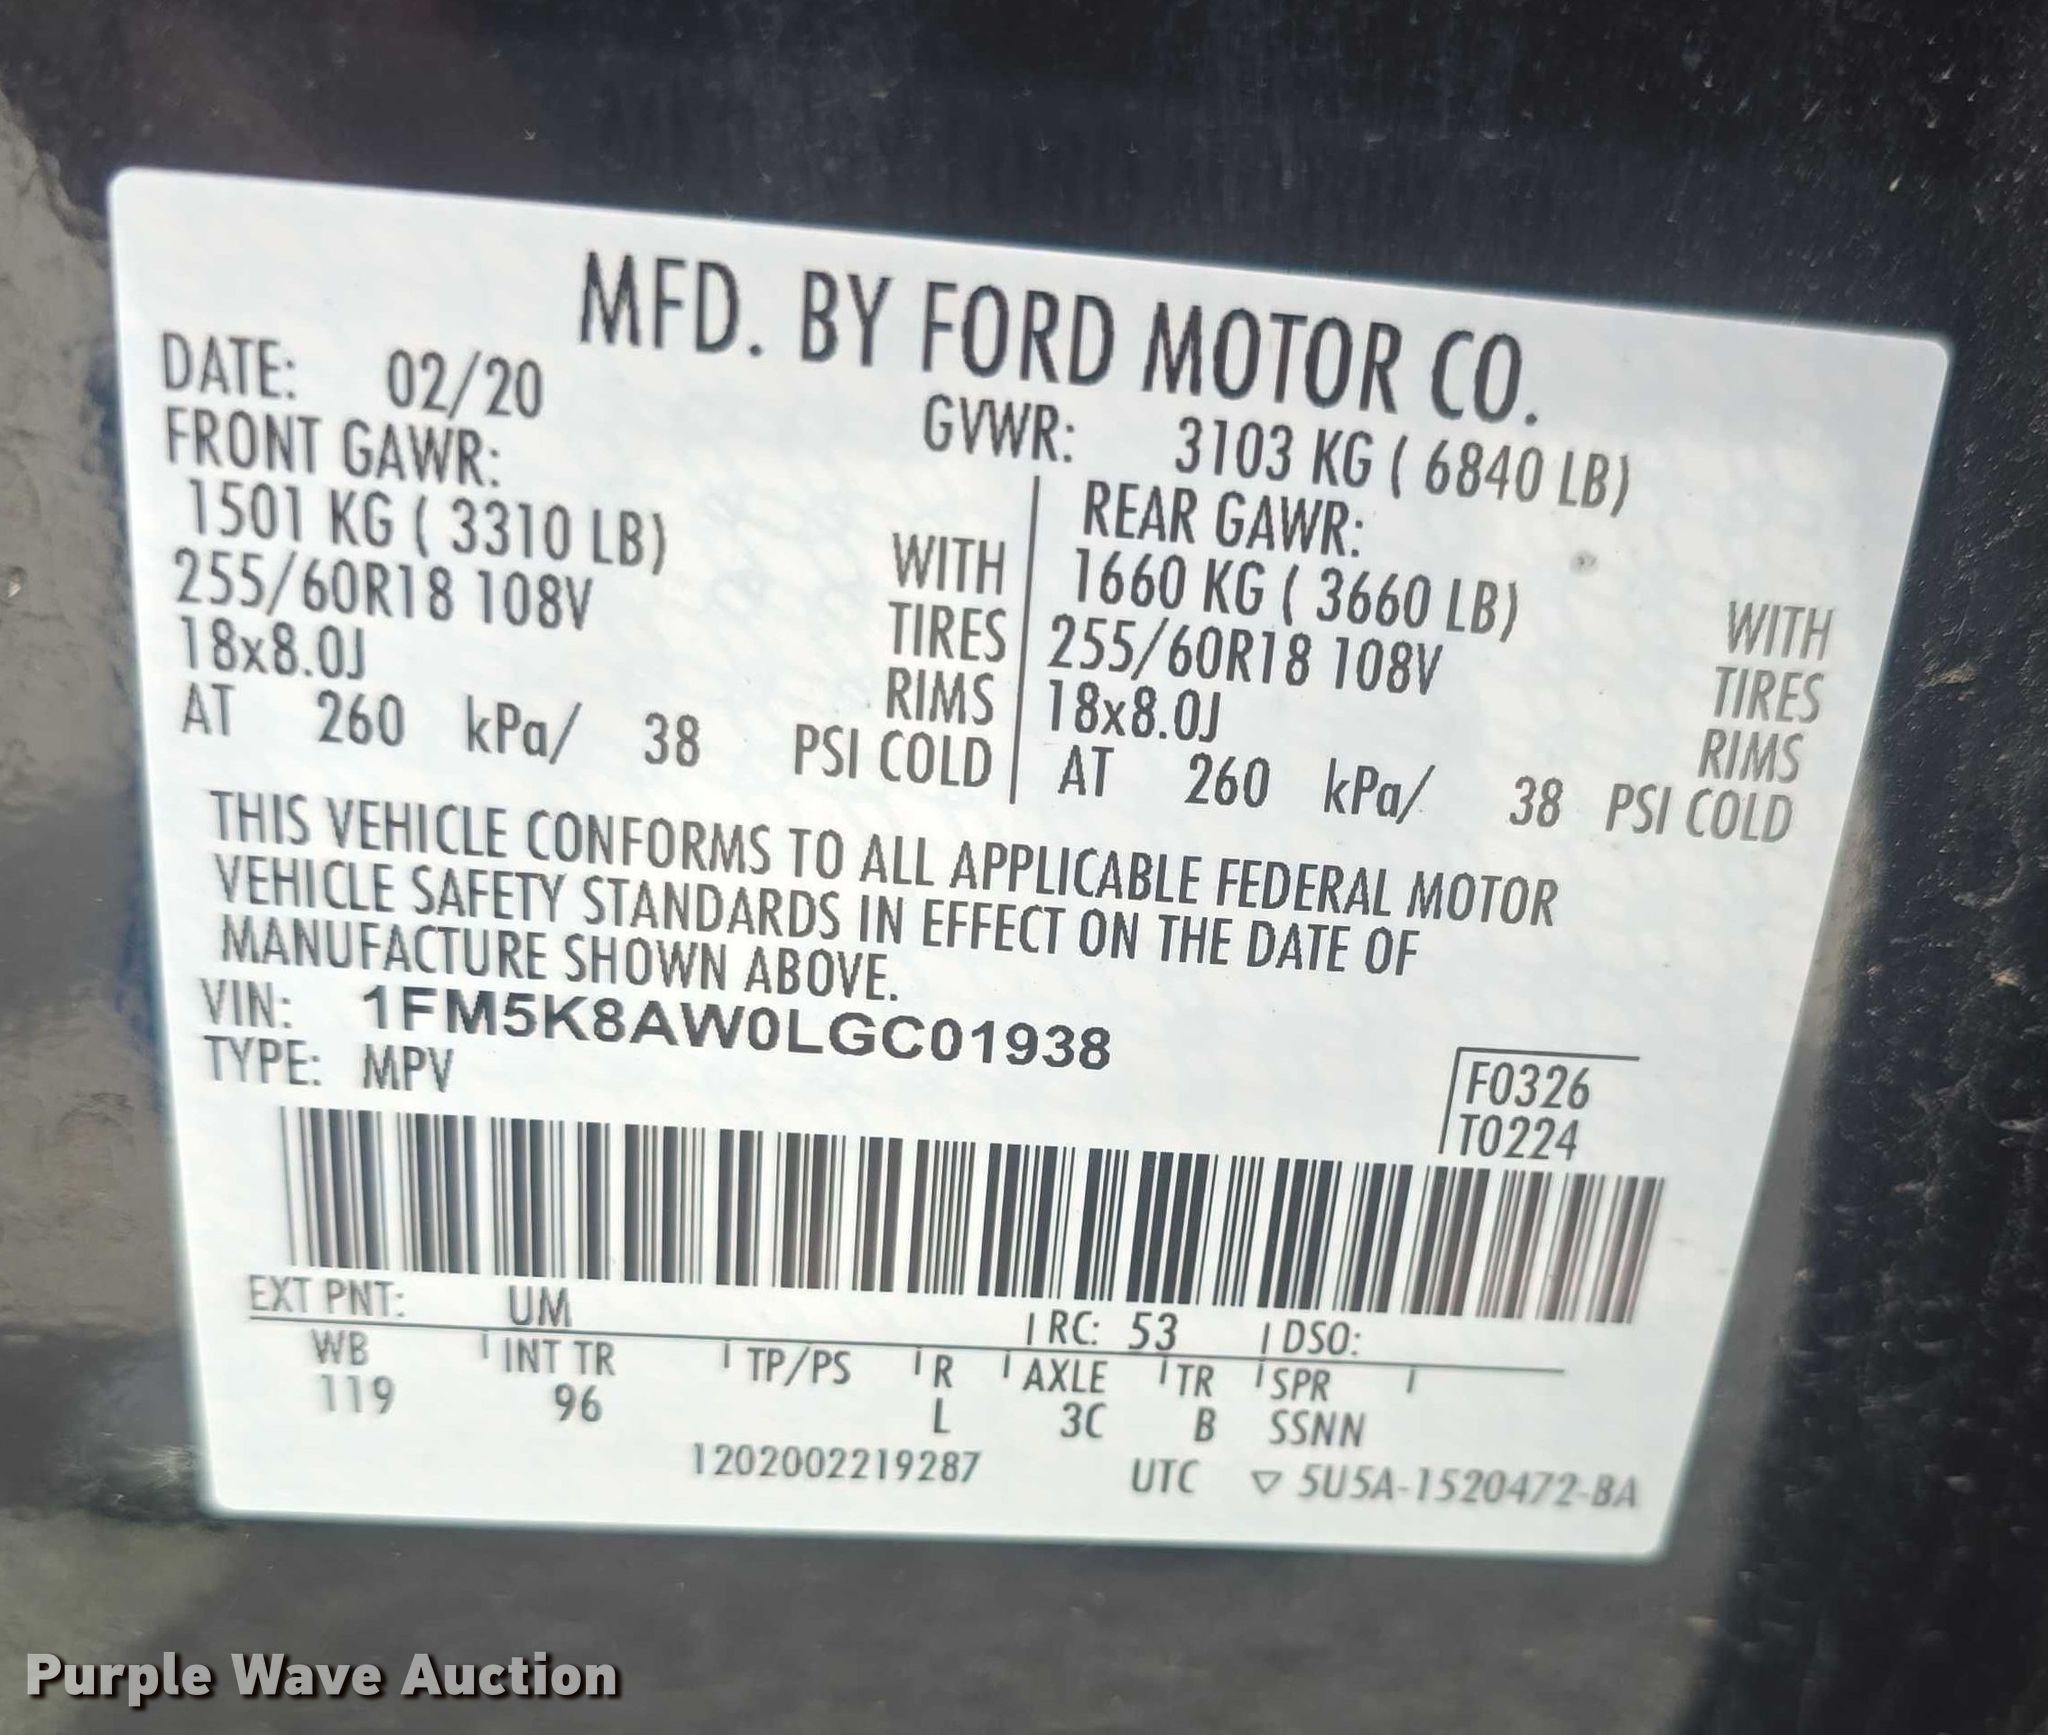 MFD. BY FORD MOTOR CO.
DATE: 02/20 GVWR: 3103 KG ( 6840 LB)
FRONT GAWR: REAR GAWR:
1501 KG ( 3310 LB) WITH 1660 KG ( 3660 LB) WITH
255/60R18 108V TIRES 255/60R18 108V TIRES
18x8.0J RIMS 18x8.0J RIMS
AT 260 kPa/ 38 PSI COLD AT 260 kPa/ 38 PSI COLD
THIS VEHICLE CONFORMS TO ALL APPLICABLE FEDERAL MOTOR
VEHICLE SAFETY STANDARDS IN EFFECT ON THE DATE OF
MANUFACTURE SHOWN ABOVE.
VIN: 1FM5K8AW0LGC01938
TYPE: MPV
F0326
T0224
EXT PNT: UM RC: 53 DSO:
WB INT TR TP/PS R AXLE TR SPR
119 96 L 3C B SSNN
1202002219287 UTC ▽ 5U5A-1520472-BA
Purple Wave Auction